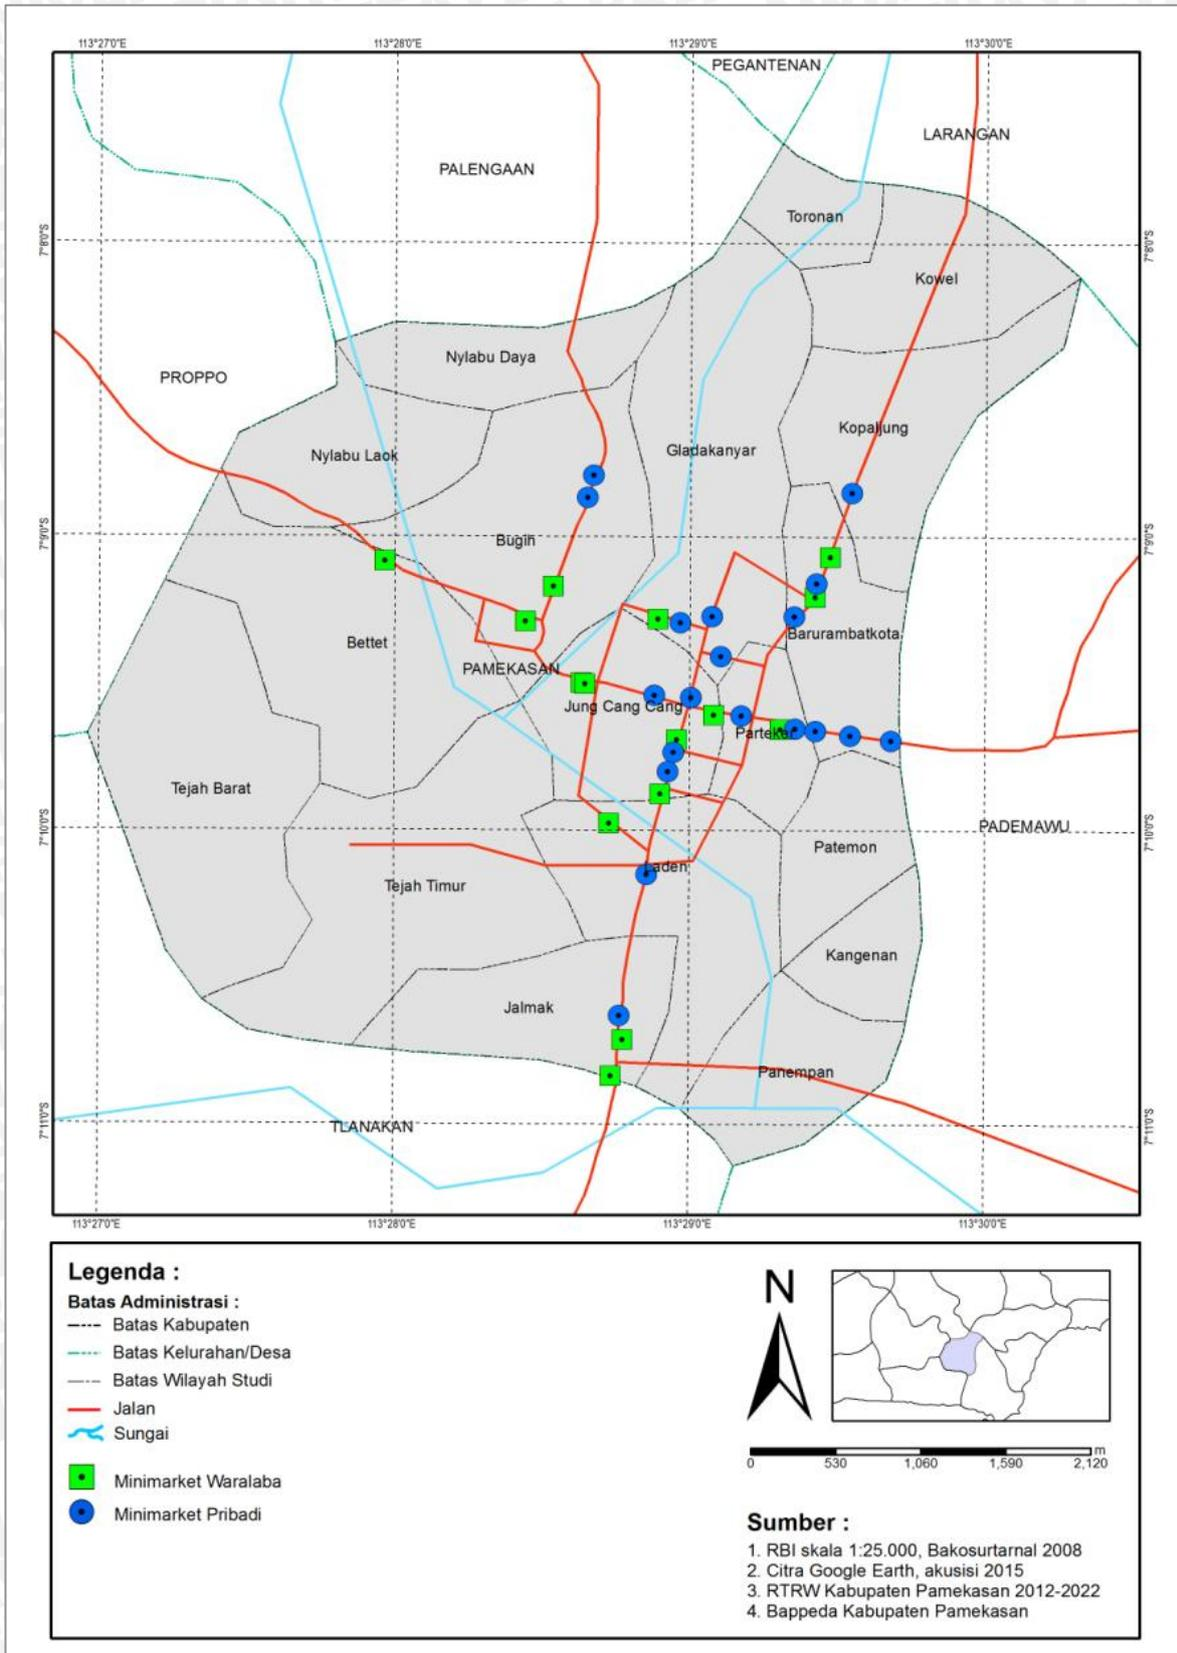 113°27'0"E
113°28'0"E
113°29'0"E
113°30'0"E
PEGANTENAN
LARANGAN
PALENGAAN
Toronan
7°8'0"S
7°8'0"S
Kowel
Nylabu Daya
PROPPO
Kopaljung
Gladakanyar
Nylabu Laok
7°9'0"S
7°9'0"S
Bugih
Barurambatkota
Bettet
PAMEKASAN
Jung Cang Cang
Parteker
Tejah Barat
7°10'0"S
7°10'0"S
PADEMAWU
Patemon
Laden
Tejah Timur
Kangenan
Jalmak
Panempan
7°11'0"S
7°11'0"S
TLANAKAN
113°27'0"E
113°28'0"E
113°29'0"E
113°30'0"E
Legenda :
Batas Administrasi :
Batas Kabupaten
Batas Kelurahan/Desa
Batas Wilayah Studi
Jalan
Sungai
Minimarket Waralaba
Minimarket Pribadi
N
m
0 530 1,060 1,590 2,120
Sumber :
1. RBI skala 1:25.000, Bakosurtarnal 2008
2. Citra Google Earth, akusisi 2015
3. RTRW Kabupaten Pamekasan 2012-2022
4. Bappeda Kabupaten Pamekasan